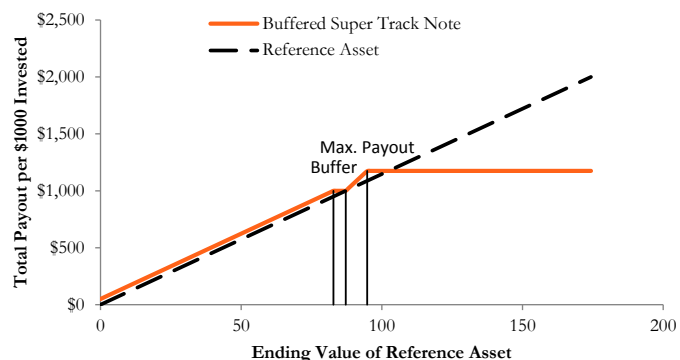 $2,500
Buffered Super Track Note
Reference Asset
$2,000
$1,500
Max. Payout
Buffer
$1,000
$500
$0
0
50
100
150
200
Total Payout per $1000 Invested
Ending Value of Reference Asset